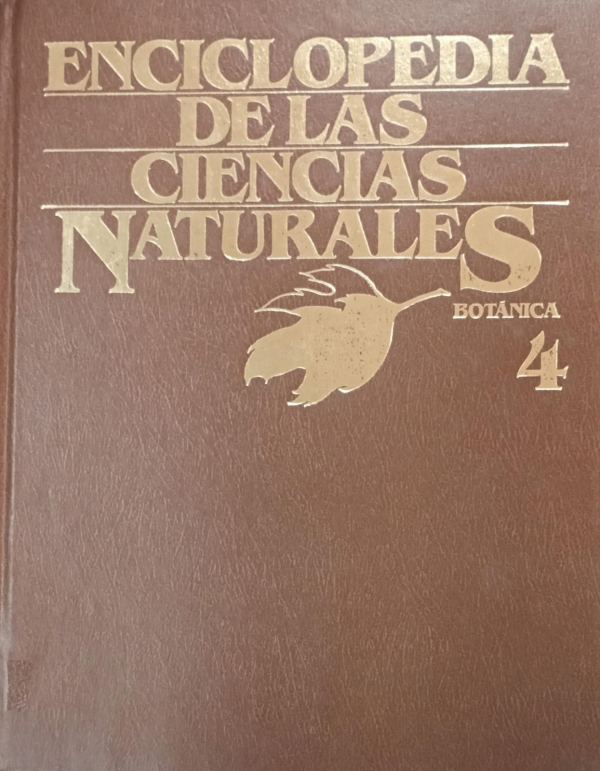 ENCICLOPEDIA
DE LAS
CIENCIAS
NATURALES
BOTÁNICA
4